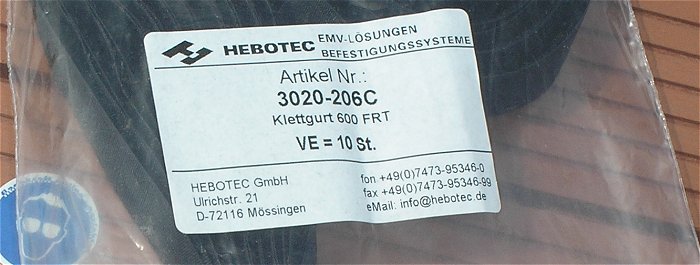 HEBOTEC EMV-LÖSUNGEN
BEFESTIGUNGSSYSTEME
Artikel Nr.:
3020-206C
Klettgurt 600 FRT
VE = 10 St.
HEBOTEC GmbH
Ulrichstr. 21
D-72116 Mössingen
fon +49(0)7473-95346-0
fax +49(0)7473-95346-99
eMail: info@hebotec.de